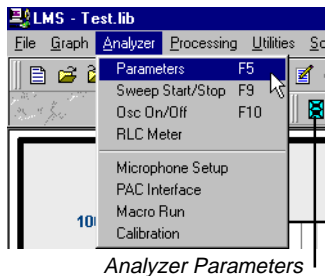 LMS - Test.lib
File Graph Analyzer Processing Utilities
Parameters F5
Sweep Start/Stop F9
Osc On/Off F10
RLC Meter
Microphone Setup
PAC Interface
Macro Run
Calibration
Analyzer Parameters